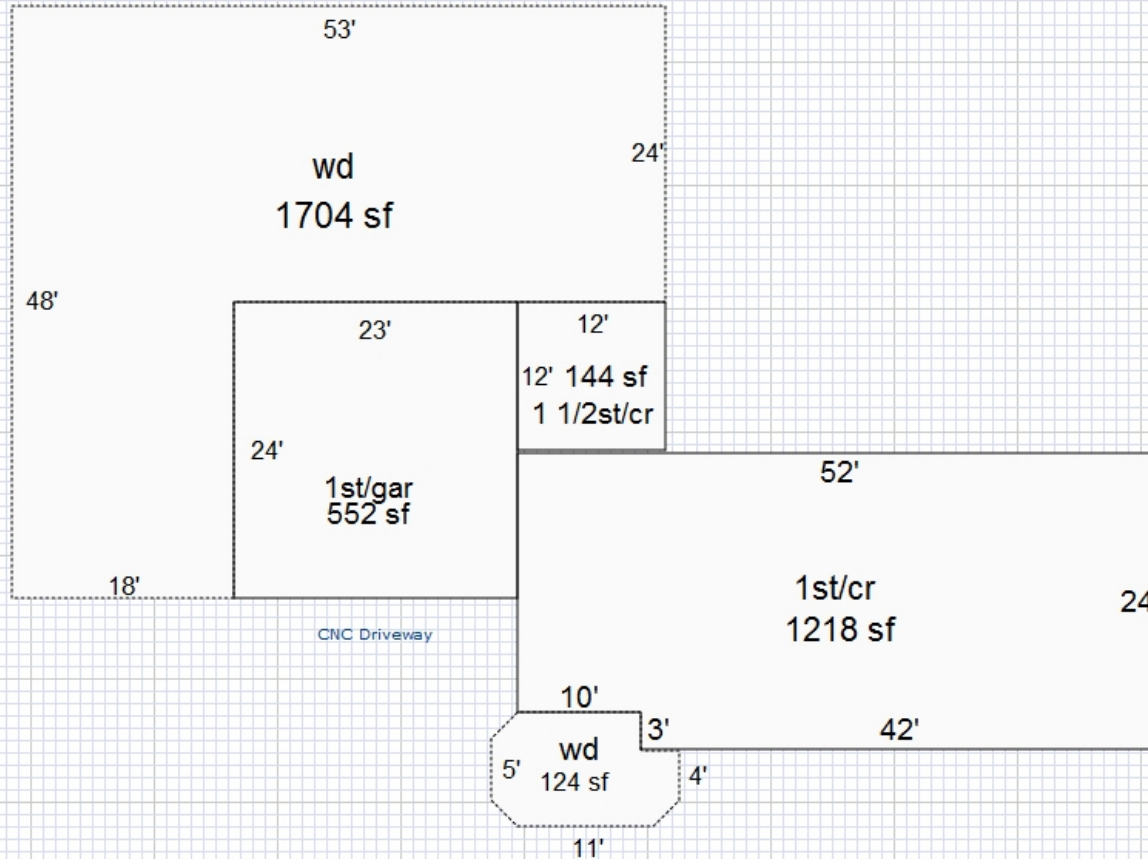 53'
24'
wd
1704 sf
48'
23'
12'
12' 144 sf
1 1/2st/cr
24'
52'
1st/gar
552 sf
18'
1st/cr
24
1218 sf
CNC Driveway
10'
3'
42'
wd
5'
124 sf
4'
11'